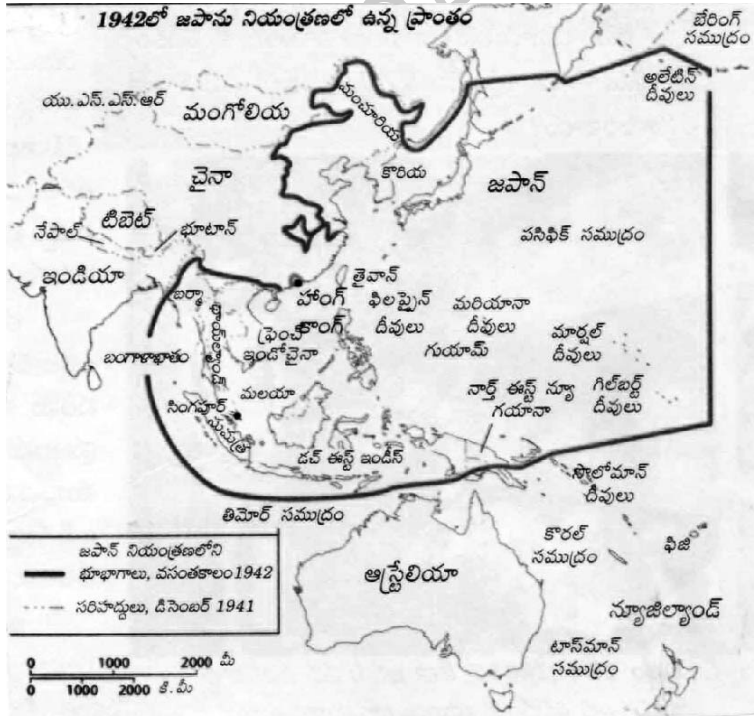 1942లో జపాను నియంత్రణలో ఉన్న ప్రాంతం
బేరింగ్
సముద్రం
అలేటిన్
దీవులు
యు.ఎస్.ఎస్.ఆర్
మంగోలియా
మంచూరియా
కొరియ
జపాన్
చైనా
టిబెట్
నేపాల్
భూటాన్
పసిఫిక్ సముద్రం
ఇండియా
బర్మా
తైవాన్
హాంగ్
కాంగ్
ఫిలిప్పైన్
దీవులు
మరియానా
దీవులు
గుయామ్
మార్షల్
దీవులు
ఫ్రెంచ్
ఇండోచైనా
థాయ్‌లాండ్
బంగాళాఖాతం
మలయా
సింగపూర్
సుమత్రా
నార్త్ ఈస్ట్ న్యూ
గయానా
గిల్‌బర్ట్
దీవులు
డచ్ ఈస్ట్ ఇండీస్
సొలోమాన్
దీవులు
తిమోర్ సముద్రం
కొరల్
సముద్రం
ఫిజి
ఆస్ట్రేలియా
న్యూజిల్యాండ్
టాస్‌మాన్
సముద్రం
జపాన్ నియంత్రణలోని
భూభాగాలు, వసంతకాలం 1942
సరిహద్దులు, డిసెంబర్ 1941
0 1000 2000 మీ
0 1000 2000 కి.మీ